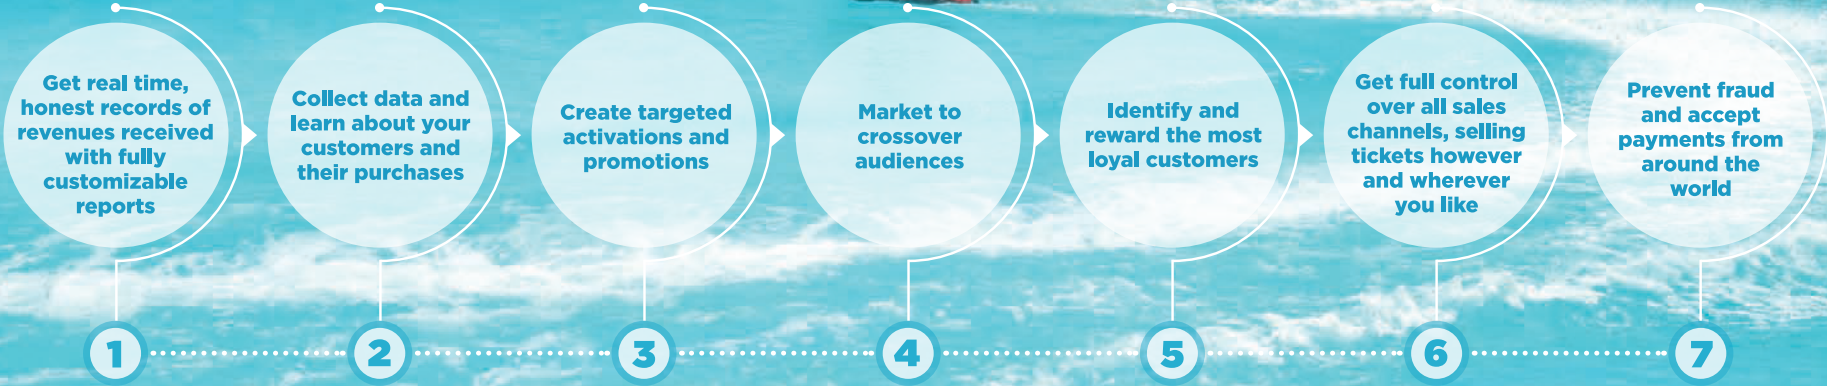 Get real time,
honest records of
revenues received
with fully
customizable
reports
Collect data and
learn about your
customers and
their purchases
Create targeted
activations and
promotions
Market to
crossover
audiences
Identify and
reward the most
loyal customers
Get full control
over all sales
channels, selling
tickets however
and wherever
you like
Prevent fraud
and accept
payments from
around the
world
1
2
3
4
5
6
7